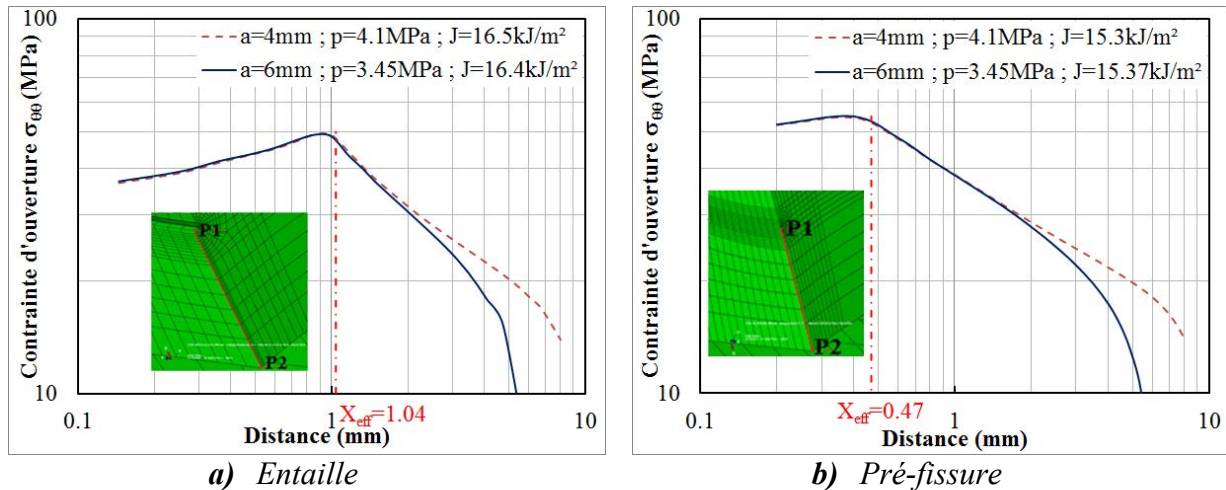 100
a=4mm ; p=4.1MPa ; J=16.5kJ/m²
a=6mm ; p=3.45MPa ; J=16.4kJ/m²
Contrainte d'ouverture σθθ (MPa)
P1
P2
10
0.1
1
10
Xeff=1.04
Distance (mm)
a) Entaille
100
a=4mm ; p=4.1MPa ; J=15.3kJ/m²
a=6mm ; p=3.45MPa ; J=15.37kJ/m²
Contrainte d'ouverture σθθ (MPa)
P1
P2
10
0.1
1
10
Xeff=0.47
Distance (mm)
b) Pré-fissure